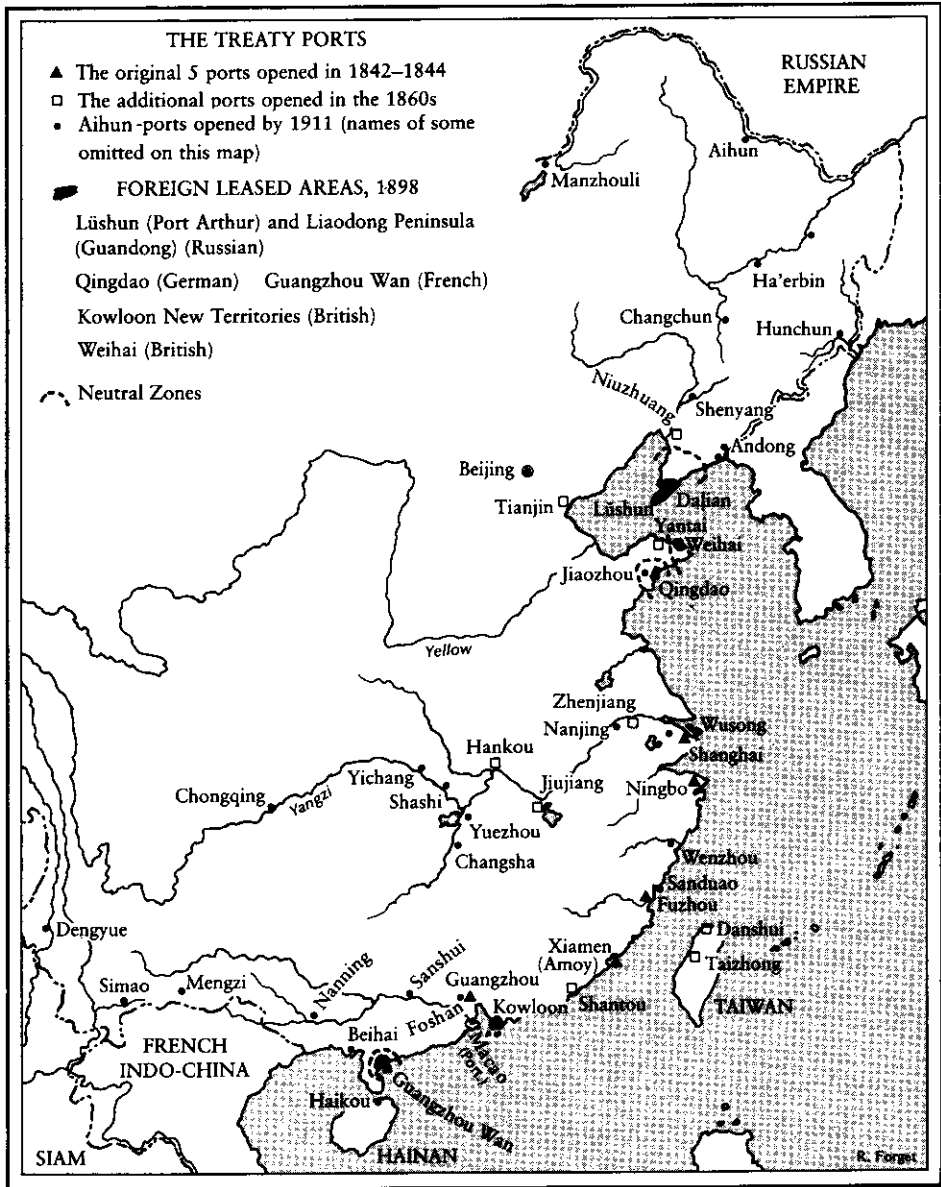 THE TREATY PORTS
▲ The original 5 ports opened in 1842–1844
□ The additional ports opened in the 1860s
• Aihun-ports opened by 1911 (names of some
omitted on this map)
FOREIGN LEASED AREAS, 1898
Lüshun (Port Arthur) and Liaodong Peninsula
(Guandong) (Russian)
Qingdao (German) Guangzhou Wan (French)
Kowloon New Territories (British)
Weihai (British)
Neutral Zones
RUSSIAN
EMPIRE
Aihun
Manzhouli
Ha'erbin
Changchun
Hunchun
Niuzhuang
Shenyang
Andong
Beijing
Tianjin
Lüshun
Dalian
Yantai
Weihai
Jiaozhou
Qingdao
Yellow
Zhenjiang
Nanjing
Wusong
Shanghai
Hankou
Yichang
Jiujiang
Ningbo
Chongqing
Yangzi
Shashi
Yuezhou
Changsha
Wenzhou
Sanduao
Fuzhou
Dengyue
Danshui
Xiamen
(Amoy)
Taizhong
Simao
Mengzi
Nanning
Sanshui
Guangzhou
Foshan
Kowloon
Shantou
TAIWAN
Macao
(Port.)
Beihai
FRENCH
INDO-CHINA
Guangzhou Wan
Haikou
SIAM
HAINAN
R. Forget